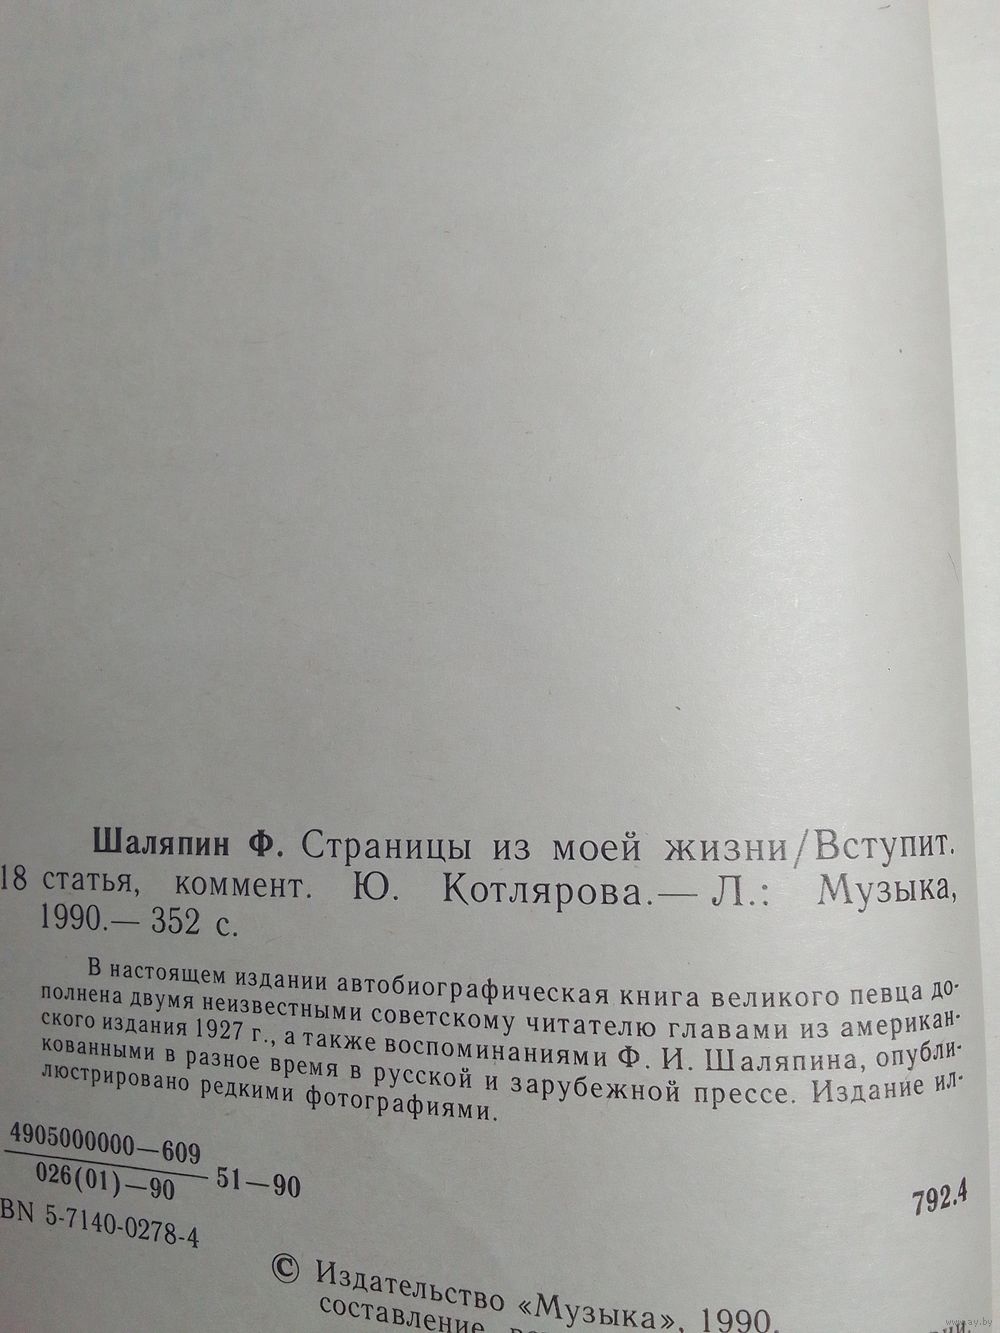 Шаляпин Ф. Страницы из моей жизни/Вступит.
18 статья, коммент. Ю. Котлярова.— Л.: Музыка,
1990.— 352 с.
В настоящем издании автобиографическая книга великого певца до-
полнена двумя неизвестными советскому читателю главами из американ-
ского издания 1927 г., а также воспоминаниями Ф. И. Шаляпина, опубли-
кованными в разное время в русской и зарубежной прессе. Издание ил-
люстрировано редкими фотографиями.
4905000000—609
026(01)—90
51—90
792.4
BN 5-7140-0278-4
© Издательство «Музыка», 1990.
составление
www.ay.by